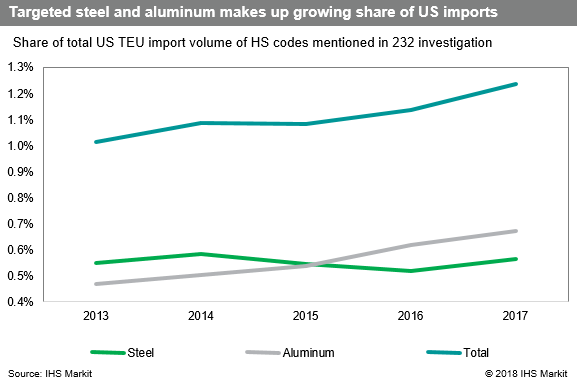 Targeted steel and aluminum makes up growing share of US imports
Share of total US TEU import volume of HS codes mentioned in 232 investigation
1.3%
1.2%
1.1%
1.0%
0.9%
0.8%
0.7%
0.6%
0.5%
0.4%
2013 2014 2015 2016 2017
Steel Aluminum Total
Source: IHS Markit © 2018 IHS Markit